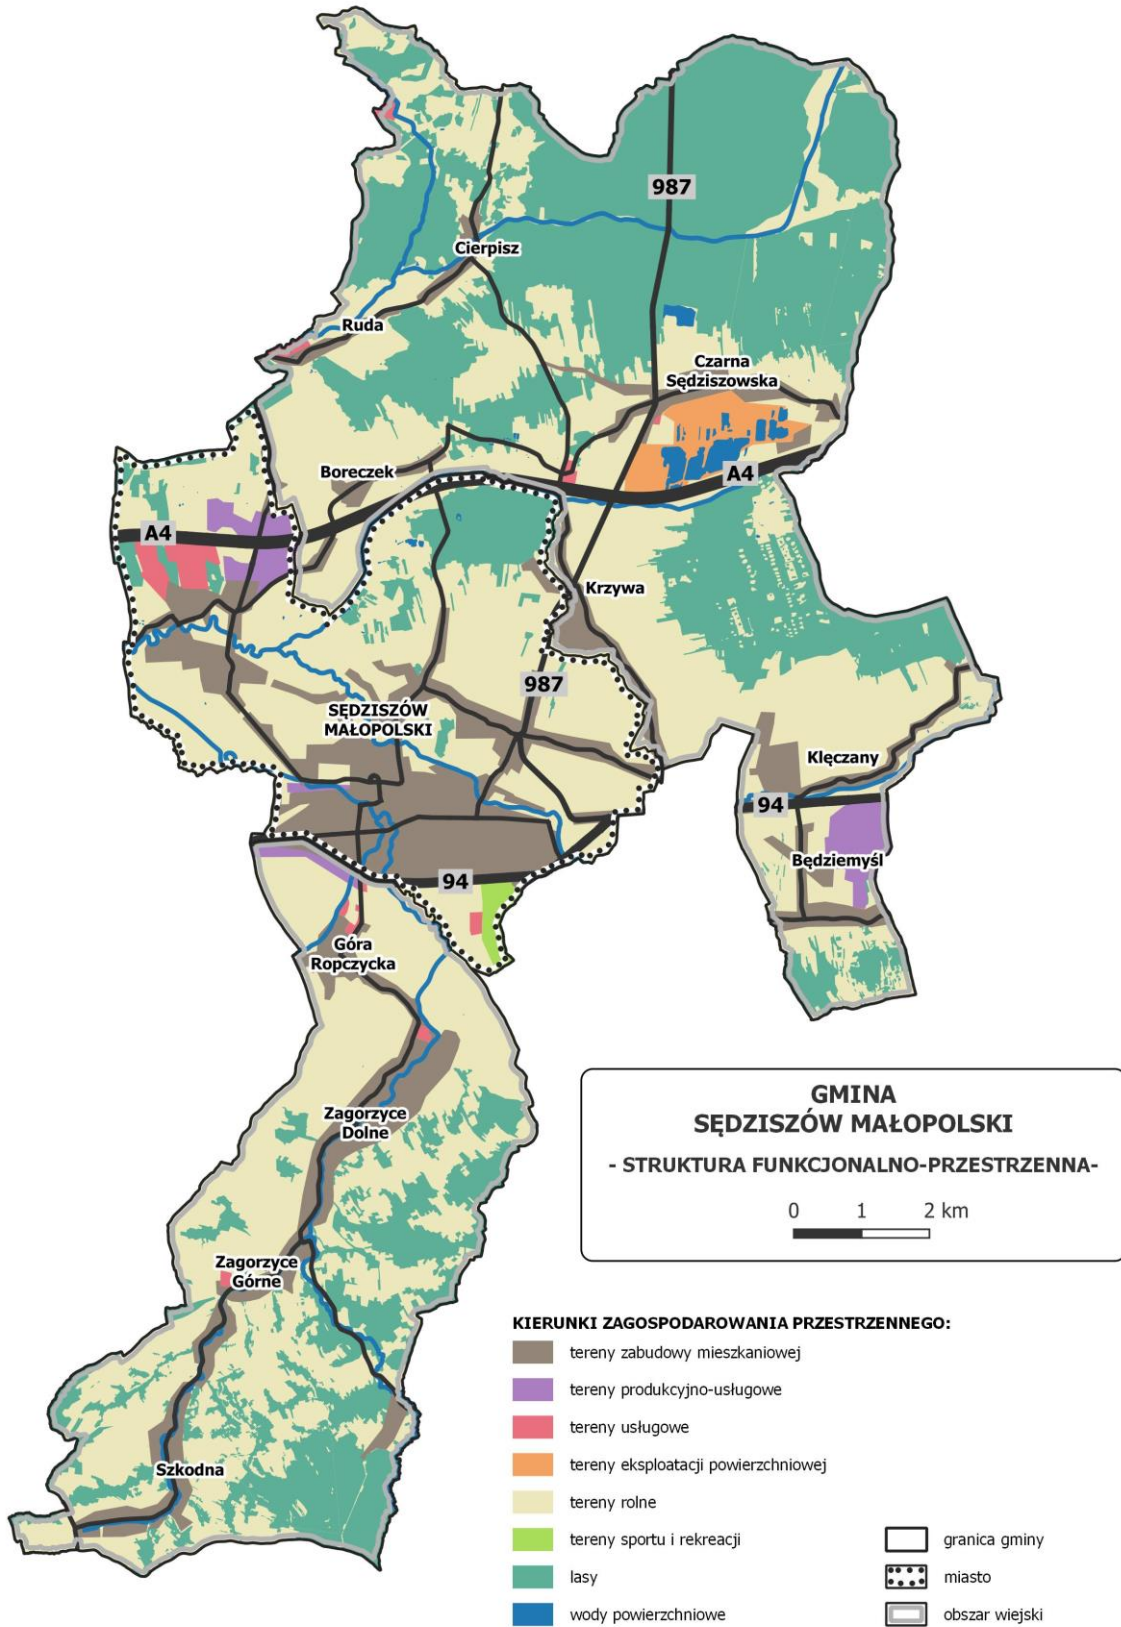 987
Cierpisz
Ruda
Czarna
Sędziszowska
Boreczek
A4
A4
Krzywa
987
SĘDZISZÓW
MAŁOPOLSKI
Klęczany
94
Będziemyśl
94
Góra
Ropczycka
Zagorzyce
Dolne
Zagorzyce
Górne
Szkodna
GMINA
SĘDZISZÓW MAŁOPOLSKI
- STRUKTURA FUNKCJONALNO-PRZESTRZENNA-
0 1 2 km
KIERUNKI ZAGOSPODAROWANIA PRZESTRZENNEGO:
tereny zabudowy mieszkaniowej
tereny produkcyjno-usługowe
tereny usługowe
tereny eksploatacji powierzchniowej
tereny rolne
tereny sportu i rekreacji
lasy
wody powierzchniowe
granica gminy
miasto
obszar wiejski